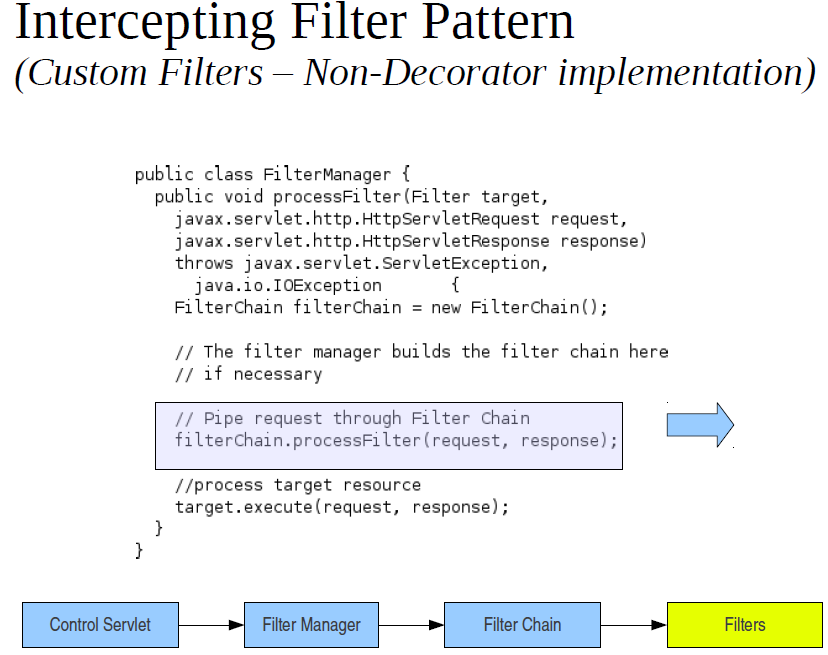 Intercepting Filter Pattern
(Custom Filters – Non-Decorator implementation)
public class FilterManager {
  public void processFilter(Filter target,
    javax.servlet.http.HttpServletRequest request,
    javax.servlet.http.HttpServletResponse response)
    throws javax.servlet.ServletException,
      java.io.IOException       {
    FilterChain filterChain = new FilterChain();
    // The filter manager builds the filter chain here
    // if necessary
    // Pipe request through Filter Chain
    filterChain.processFilter(request, response);
    //process target resource
    target.execute(request, response);
  }
}
Control Servlet
Filter Manager
Filter Chain
Filters